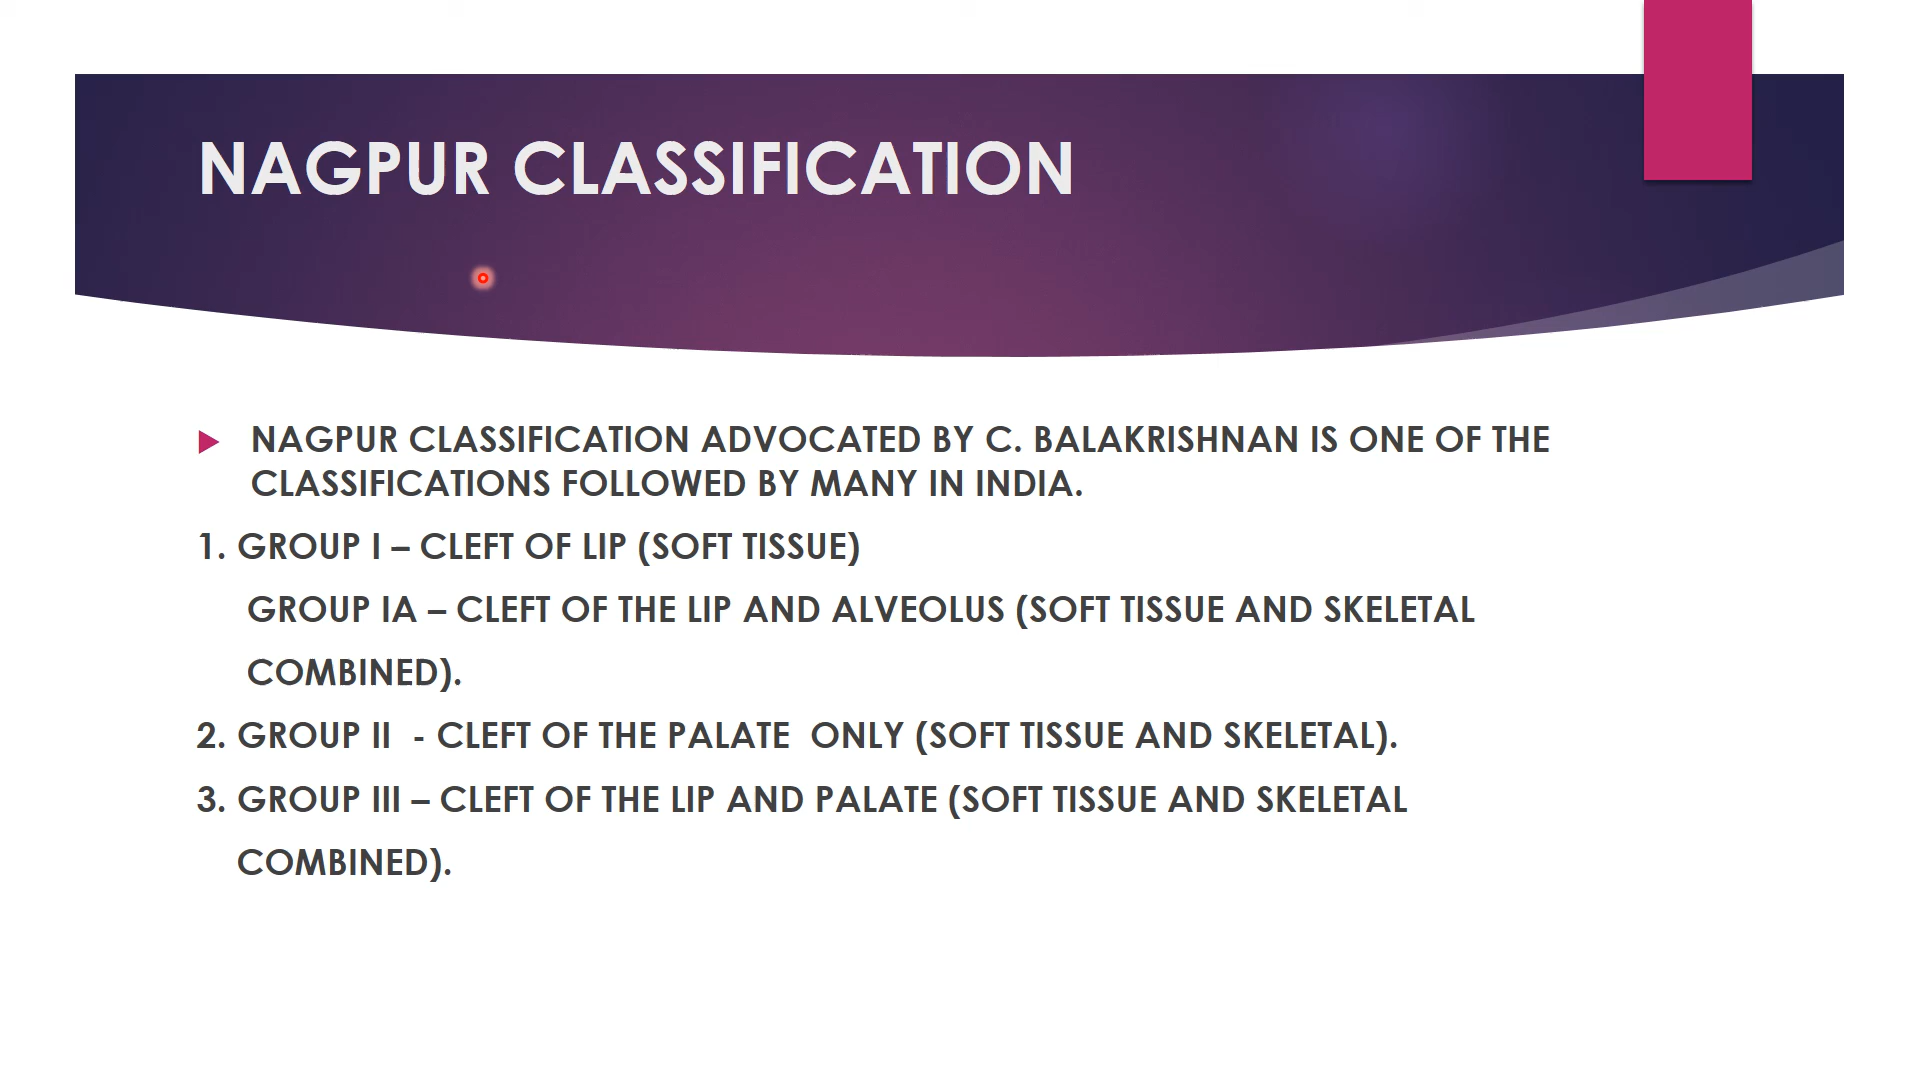 NAGPUR CLASSIFICATION
NAGPUR CLASSIFICATION ADVOCATED BY C. BALAKRISHNAN IS ONE OF THE
CLASSIFICATIONS FOLLOWED BY MANY IN INDIA.
1. GROUP I – CLEFT OF LIP (SOFT TISSUE)
GROUP IA – CLEFT OF THE LIP AND ALVEOLUS (SOFT TISSUE AND SKELETAL
COMBINED).
2. GROUP II - CLEFT OF THE PALATE ONLY (SOFT TISSUE AND SKELETAL).
3. GROUP III – CLEFT OF THE LIP AND PALATE (SOFT TISSUE AND SKELETAL
COMBINED).